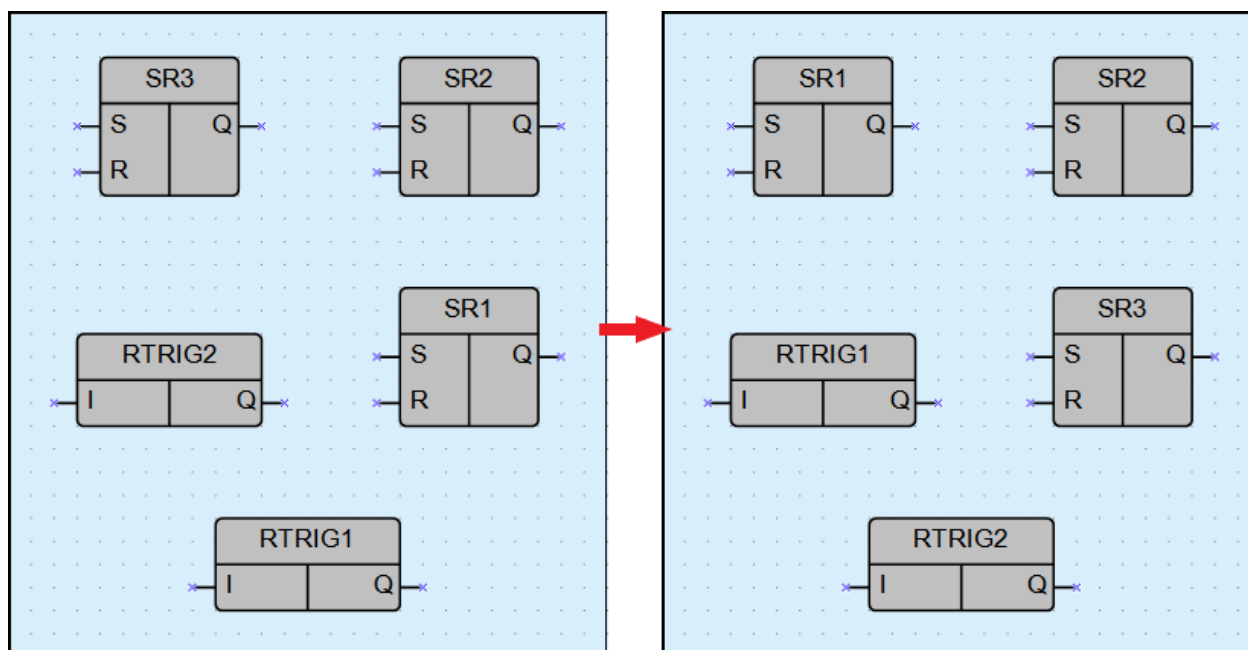 SR3
S Q
R
SR2
S Q
R
SR1
S Q
R
RTRIG2
I Q
RTRIG1
I Q
SR1
S Q
R
SR2
S Q
R
SR3
S Q
R
RTRIG1
I Q
RTRIG2
I Q